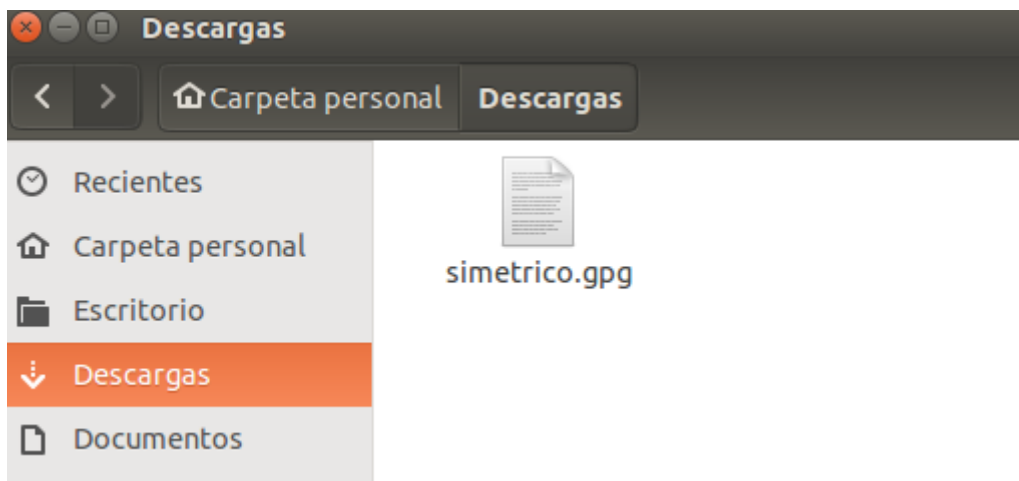 Descargas
Carpeta personal Descargas
Recientes
Carpeta personal
Escritorio
Descargas
Documentos
simetrico.gpg